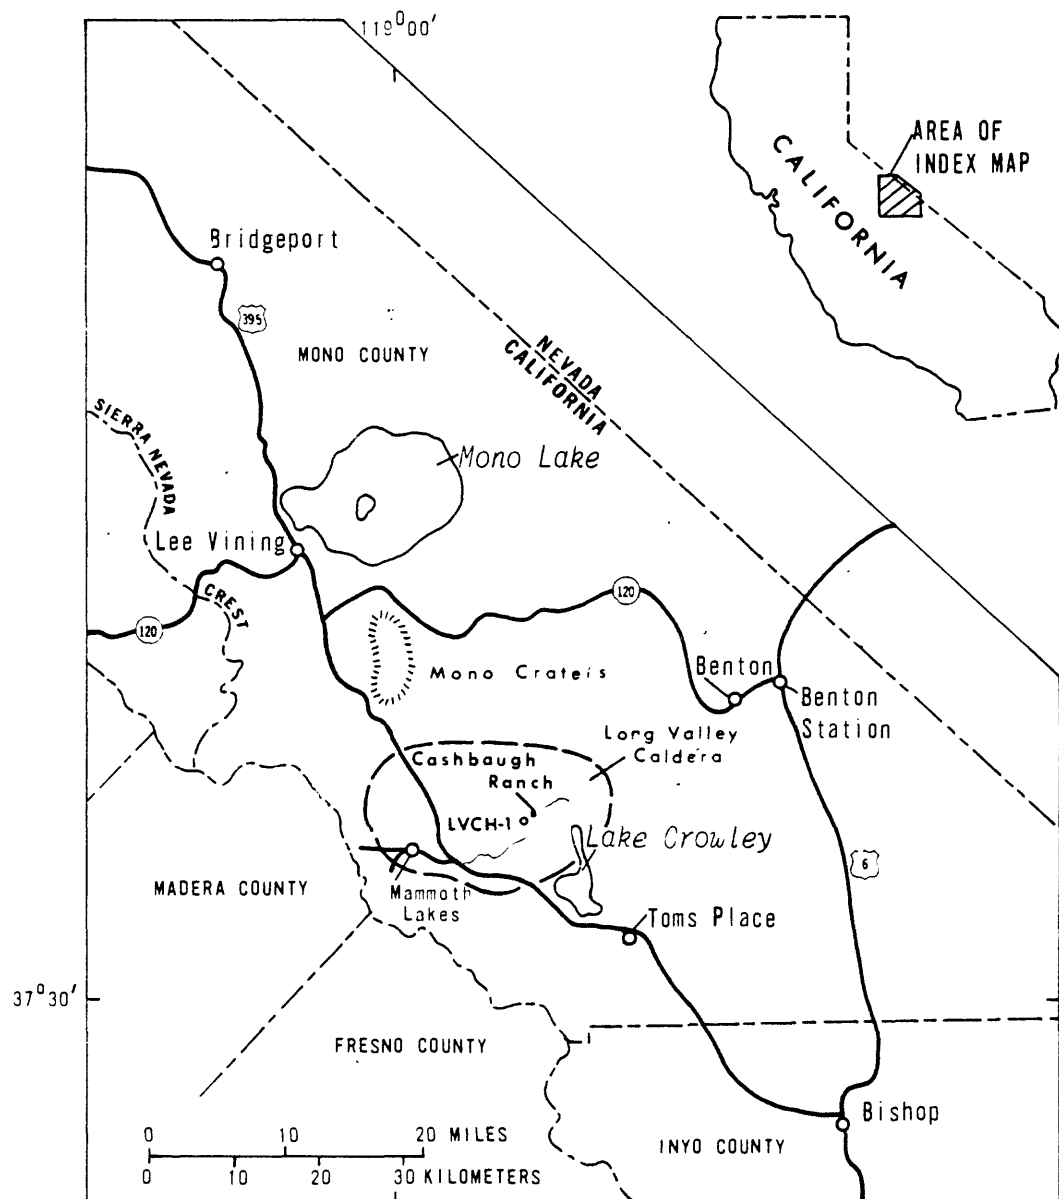 119°00′
AREA OF
INDEX MAP
CALIFORNIA
Bridgeport
395
MONO COUNTY
NEVADA
CALIFORNIA
SIERRA NEVADA
Mono Lake
Lee Vining
CREST
120
120
Mono Crateis
Benton
Benton
Station
Long Valley
Caldera
Cashbaugh
Ranch
LVCH-1
Lake Crowley
6
MADERA COUNTY
Mammoth
Lakes
Toms Place
37°30′
FRESNO COUNTY
Bishop
INYO COUNTY
0 10 20 MILES
0 10 20 30 KILOMETERS